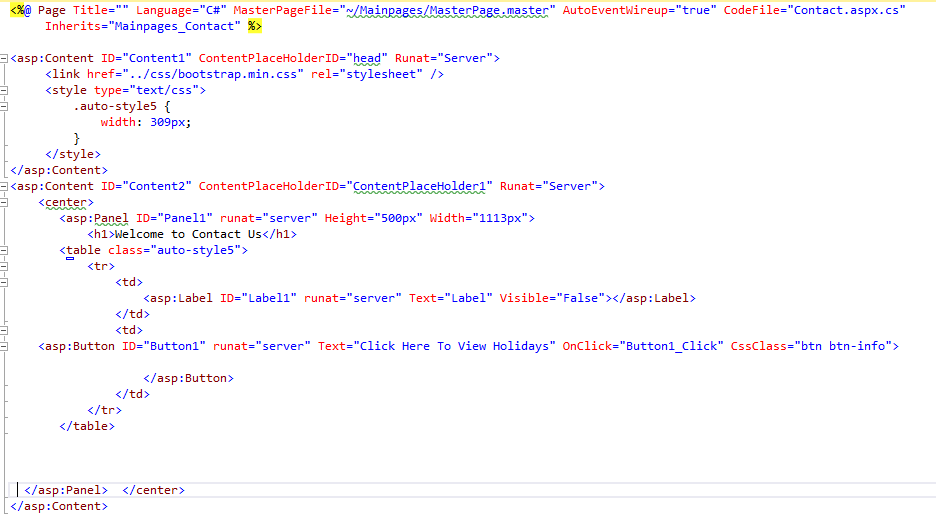 <%@ Page Title="" Language="C#" MasterPageFile="~/Mainpages/MasterPage.master" AutoEventWireup="true" CodeFile="Contact.aspx.cs"
Inherits="Mainpages_Contact" %>
<asp:Content ID="Content1" ContentPlaceHolderID="head" Runat="Server">
<link href="../css/bootstrap.min.css" rel="stylesheet" />
<style type="text/css">
.auto-style5 {
width: 309px;
}
</style>
</asp:Content>
<asp:Content ID="Content2" ContentPlaceHolderID="ContentPlaceHolder1" Runat="Server">
<center>
<asp:Panel ID="Panel1" runat="server" Height="500px" Width="1113px">
<h1>Welcome to Contact Us</h1>
<table class="auto-style5">
<tr>
<td>
<asp:Label ID="Label1" runat="server" Text="Label" Visible="False"></asp:Label>
</td>
<td>
<asp:Button ID="Button1" runat="server" Text="Click Here To View Holidays" OnClick="Button1_Click" CssClass="btn btn-info">
</asp:Button>
</td>
</tr>
</table>
</asp:Panel> </center>
</asp:Content>